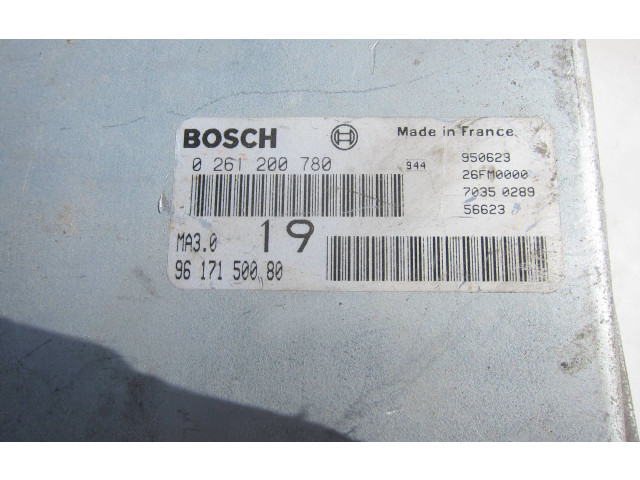 BOSCH Made in France
0 261 200 780 944 950623
26FM0000
7035 0289
56623
MA3.0 19
96 171 500 80